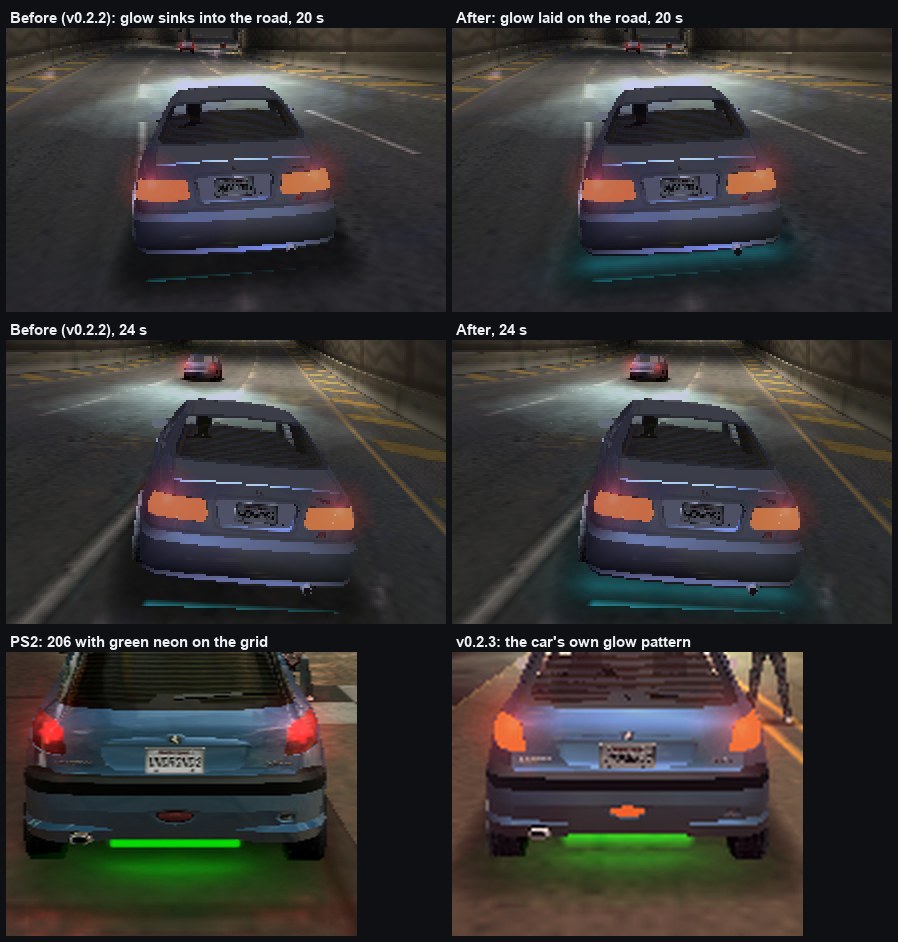 Before (v0.2.2): glow sinks into the road, 20 s
After: glow laid on the road, 20 s
Before (v0.2.2), 24 s
After, 24 s
PS2: 206 with green neon on the grid
v0.2.3: the car's own glow pattern